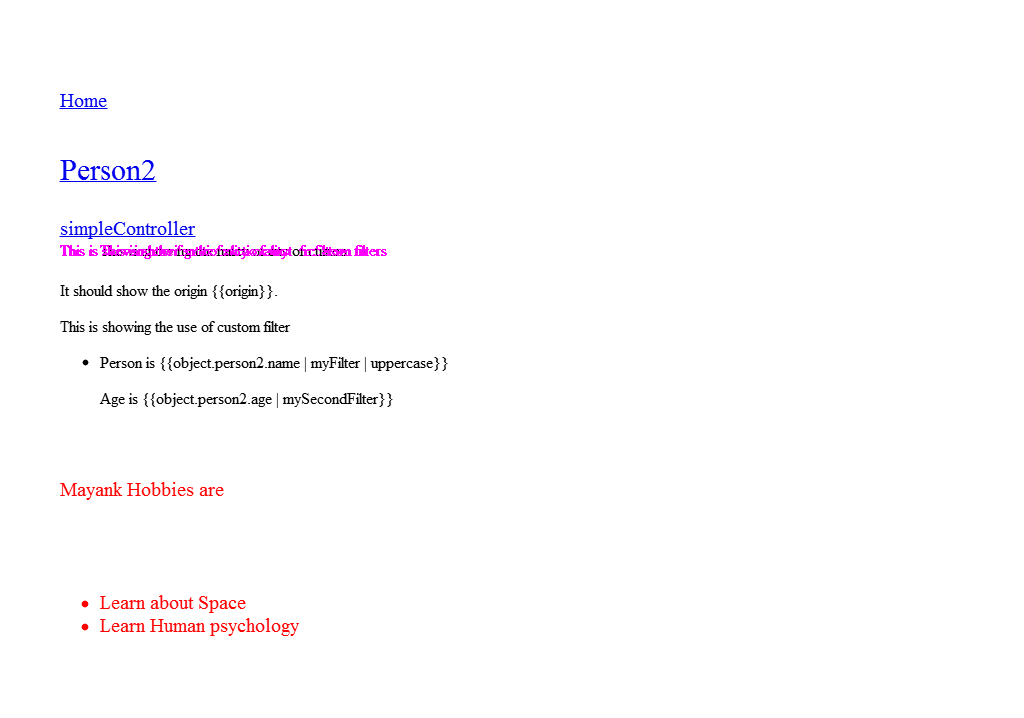 Home
Person2
simpleController
This is
It should show the origin {{origin}}.
This is showing the use of custom filter
Person is {{object.person2.name | myFilter | uppercase}}
Age is {{object.person2.age | mySecondFilter}}
Mayank Hobbies are
Learn about Space
Learn Human psychology